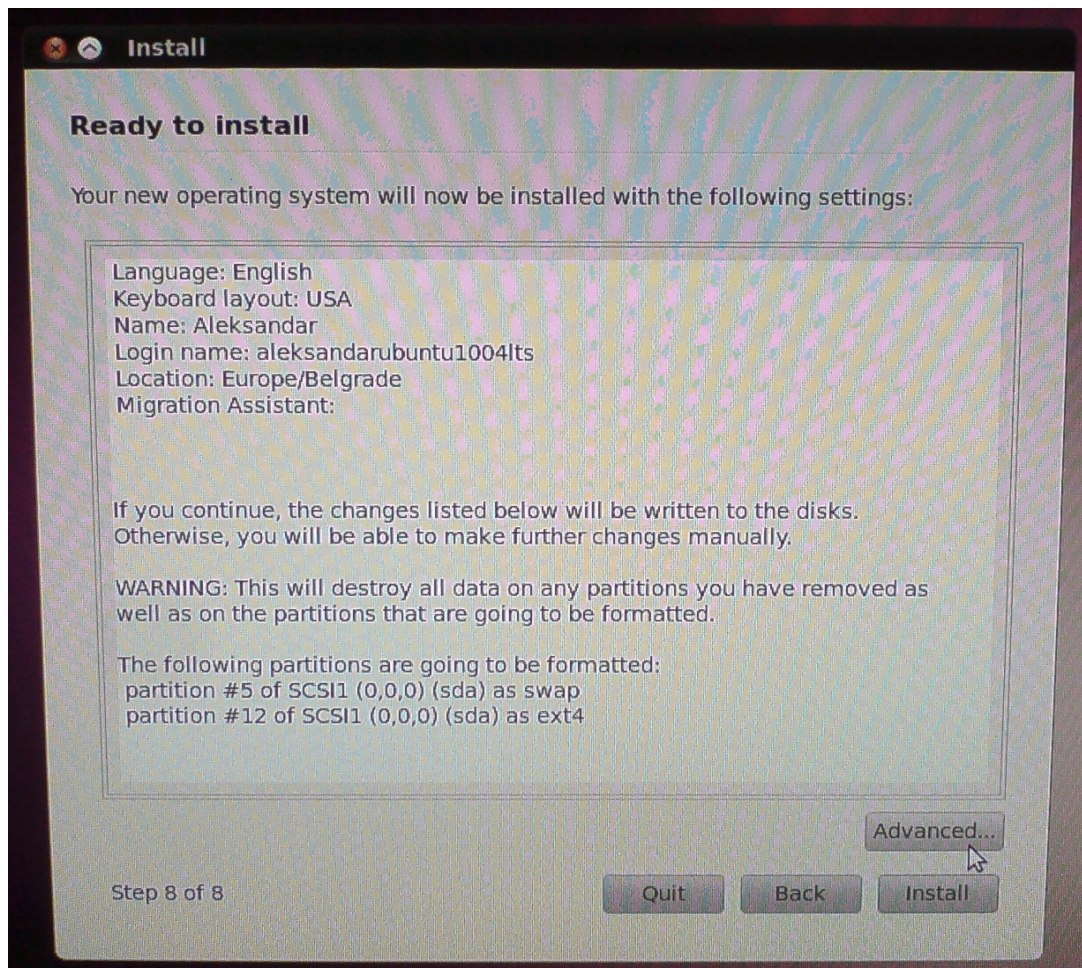 Install
Ready to install
Your new operating system will now be installed with the following settings:
Language: English
Keyboard layout: USA
Name: Aleksandar
Login name: aleksandarubuntu1004lts
Location: Europe/Belgrade
Migration Assistant:
If you continue, the changes listed below will be written to the disks.
Otherwise, you will be able to make further changes manually.
WARNING: This will destroy all data on any partitions you have removed as
well as on the partitions that are going to be formatted.
The following partitions are going to be formatted:
partition #5 of SCSI1 (0,0,0) (sda) as swap
partition #12 of SCSI1 (0,0,0) (sda) as ext4
Advanced...
Step 8 of 8
Quit
Back
Install